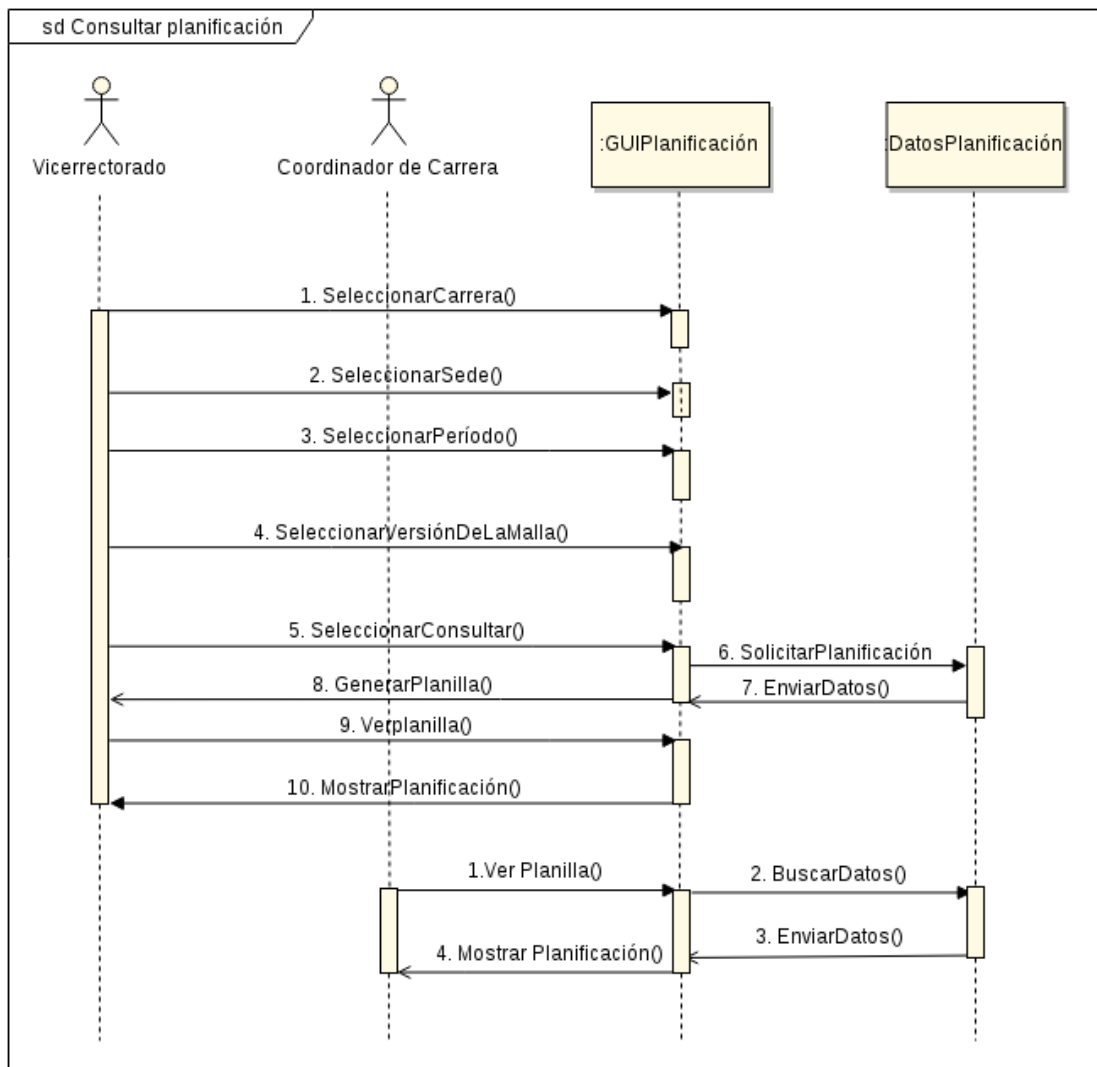 sd Consultar planificación
Vicerrectorado
Coordinador de Carrera
:GUIPlanificación
:DatosPlanificación
1. SeleccionarCarrera()
2. SeleccionarSede()
3. SeleccionarPeríodo()
4. SeleccionarVersiónDeLaMalla()
5. SeleccionarConsultar()
6. SolicitarPlanificación
7. EnviarDatos()
8. GenerarPlanilla()
9. Verplanilla()
10. MostrarPlanificación()
1.Ver Planilla()
2. BuscarDatos()
3. EnviarDatos()
4. Mostrar Planificación()